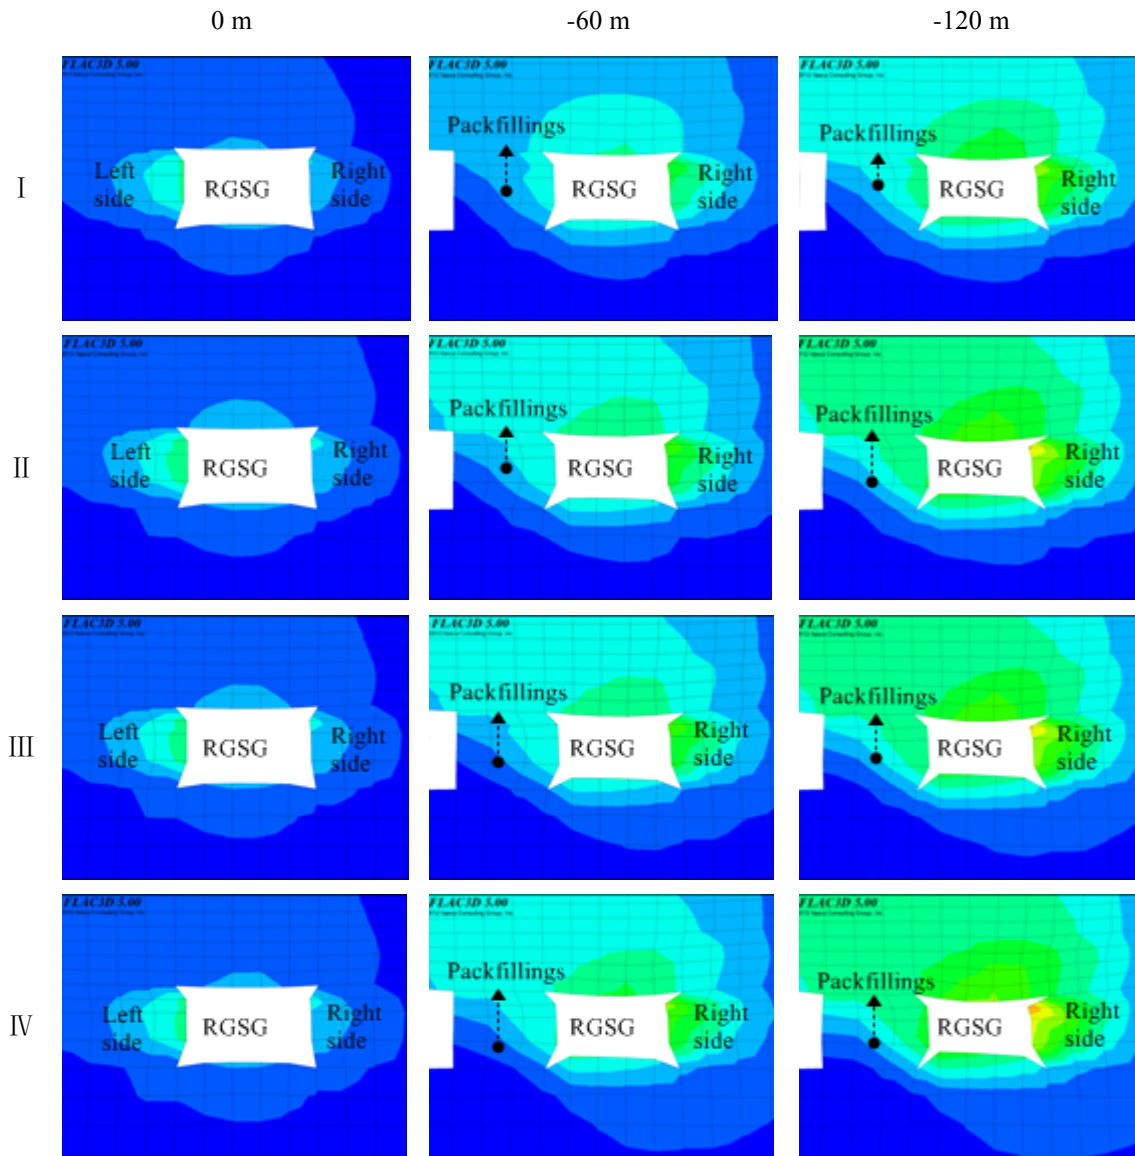 0 m
-60 m
-120 m
I
FLAC3D 5.00
Left
side
RGSG
Right
side
FLAC3D 5.00
Packfillings
RGSG
Right
side
FLAC3D 5.00
Packfillings
RGSG
Right
side
II
FLAC3D 5.00
Left
side
RGSG
Right
side
FLAC3D 5.00
Packfillings
RGSG
Right
side
FLAC3D 5.00
Packfillings
RGSG
Right
side
III
FLAC3D 5.00
Left
side
RGSG
Right
side
FLAC3D 5.00
Packfillings
RGSG
Right
side
FLAC3D 5.00
Packfillings
RGSG
Right
side
IV
FLAC3D 5.00
Left
side
RGSG
Right
side
FLAC3D 5.00
Packfillings
RGSG
Right
side
FLAC3D 5.00
Packfillings
RGSG
Right
side